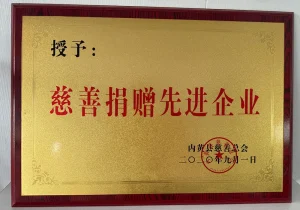 授予：
慈善捐赠先进企业
内黄县慈善总会
二〇二〇年九月一日